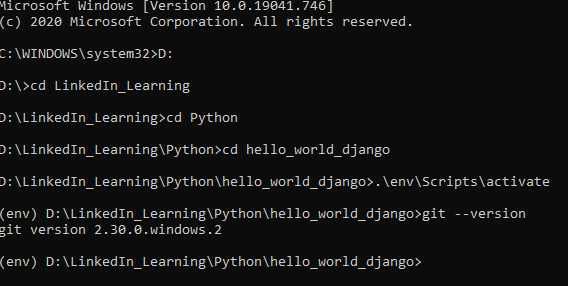 Microsoft Windows [Version 10.0.19041.746]
(c) 2020 Microsoft Corporation. All rights reserved.
C:\WINDOWS\system32>D:
D:\>cd LinkedIn_Learning
D:\LinkedIn_Learning>cd Python
D:\LinkedIn_Learning\Python>cd hello_world_django
D:\LinkedIn_Learning\Python\hello_world_django>.\env\Scripts\activate
(env) D:\LinkedIn_Learning\Python\hello_world_django>git --version
git version 2.30.0.windows.2
(env) D:\LinkedIn_Learning\Python\hello_world_django>